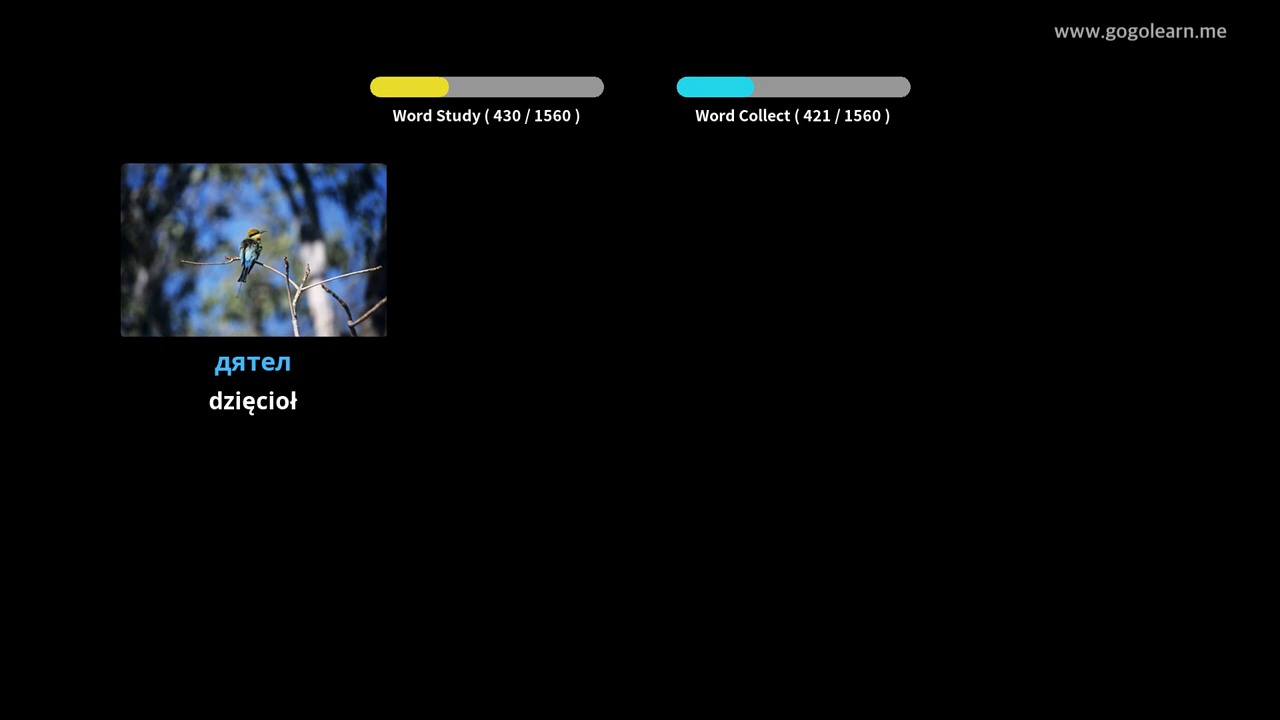 www.gogolearn.me
Word Study ( 430 / 1560 )
Word Collect ( 421 / 1560 )
дятел
dzięcioł